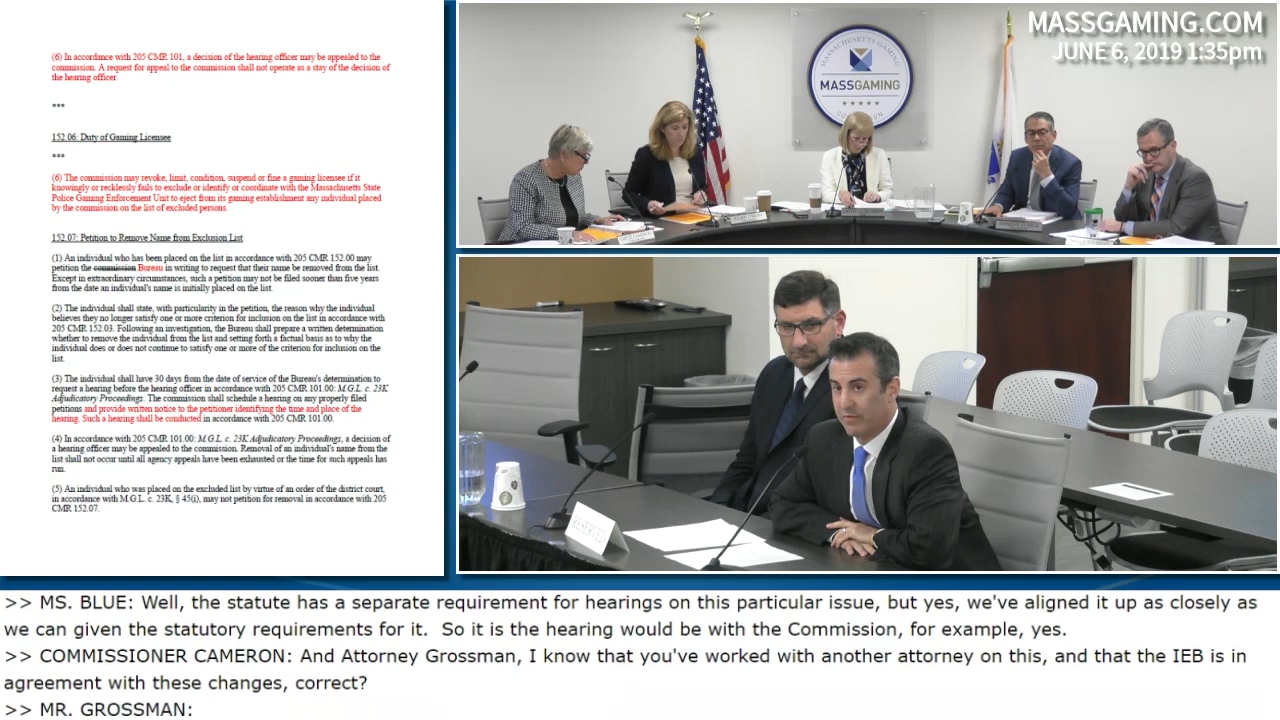 (6) In accordance with 205 CMR 101, a decision of the hearing officer may be appealed to the
commission. A request for appeal to the commission shall not operate as a stay of the decision of
the hearing officer.
***
152.06: Duty of Gaming Licensee
***
(6) The commission may revoke, limit, condition, suspend or fine a gaming licensee if it
knowingly or recklessly fails to exclude or identify or coordinate with the Massachusetts State
Police Gaming Enforcement Unit to eject from its gaming establishment any individual placed
by the commission on the list of excluded persons.
152.07: Petition to Remove Name from Exclusion List
(1) An individual who has been placed on the list in accordance with 205 CMR 152.00 may
petition the commission Bureau in writing to request that their name be removed from the list.
Except in extraordinary circumstances, such a petition may not be filed sooner than five years
from the date an individual's name is initially placed on the list.
(2) The individual shall state, with particularity in the petition, the reason why the individual
believes they no longer satisfy one or more criterion for inclusion on the list in accordance with
205 CMR 152.03. Following an investigation, the Bureau shall prepare a written determination
whether to remove the individual from the list and setting forth a factual basis as to why the
individual does or does not continue to satisfy one or more of the criterion for inclusion on the
list.
(3) The individual shall have 30 days from the date of service of the Bureau's determination to
request a hearing before the hearing officer in accordance with 205 CMR 101.00: M.G.L. c. 23K
Adjudicatory Proceedings. The commission shall schedule a hearing on any properly filed
petitions and provide written notice to the petitioner identifying the time and place of the
hearing. Such a hearing shall be conducted in accordance with 205 CMR 101.00.
(4) In accordance with 205 CMR 101.00: M.G.L. c. 23K Adjudicatory Proceedings, a decision of
a hearing officer may be appealed to the commission. Removal of an individual's name from the
list shall not occur until all agency appeals have been exhausted or the time for such appeals has
run.
(5) An individual who was placed on the excluded list by virtue of an order of the district court,
in accordance with M.G.L. c. 23K, § 45(i), may not petition for removal in accordance with 205
CMR 152.07.
MASSGAMING.COM
JUNE 6, 2019 1:35pm
MASSACHUSETTS GAMING
MASSGAMING
★★★★★
COMMISSION
RESERVED
>> MS. BLUE: Well, the statute has a separate requirement for hearings on this particular issue, but yes, we've aligned it up as closely as
we can given the statutory requirements for it. So it is the hearing would be with the Commission, for example, yes.
>> COMMISSIONER CAMERON: And Attorney Grossman, I know that you've worked with another attorney on this, and that the IEB is in
agreement with these changes, correct?
>> MR. GROSSMAN: